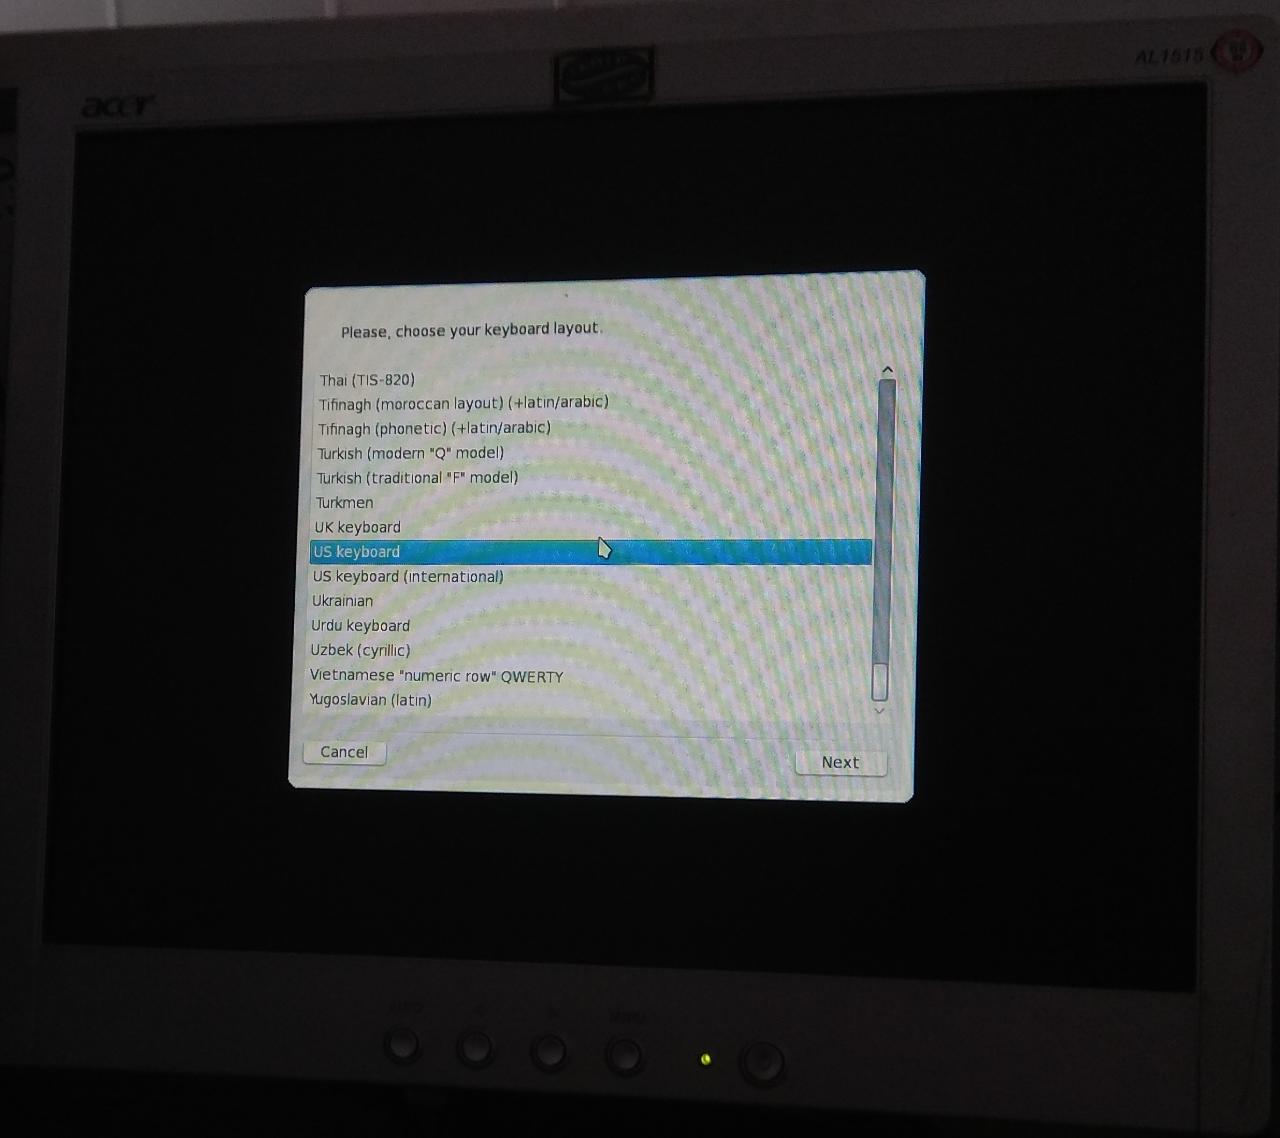 acer
AL1515
Please, choose your keyboard layout.
Thai (TIS-820)
Tifinagh (moroccan layout) (+latin/arabic)
Tifinagh (phonetic) (+latin/arabic)
Turkish (modern "Q" model)
Turkish (traditional "F" model)
Turkmen
UK keyboard
US keyboard
US keyboard (international)
Ukrainian
Urdu keyboard
Uzbek (cyrillic)
Vietnamese "numeric row" QWERTY
Yugoslavian (latin)
Cancel
Next